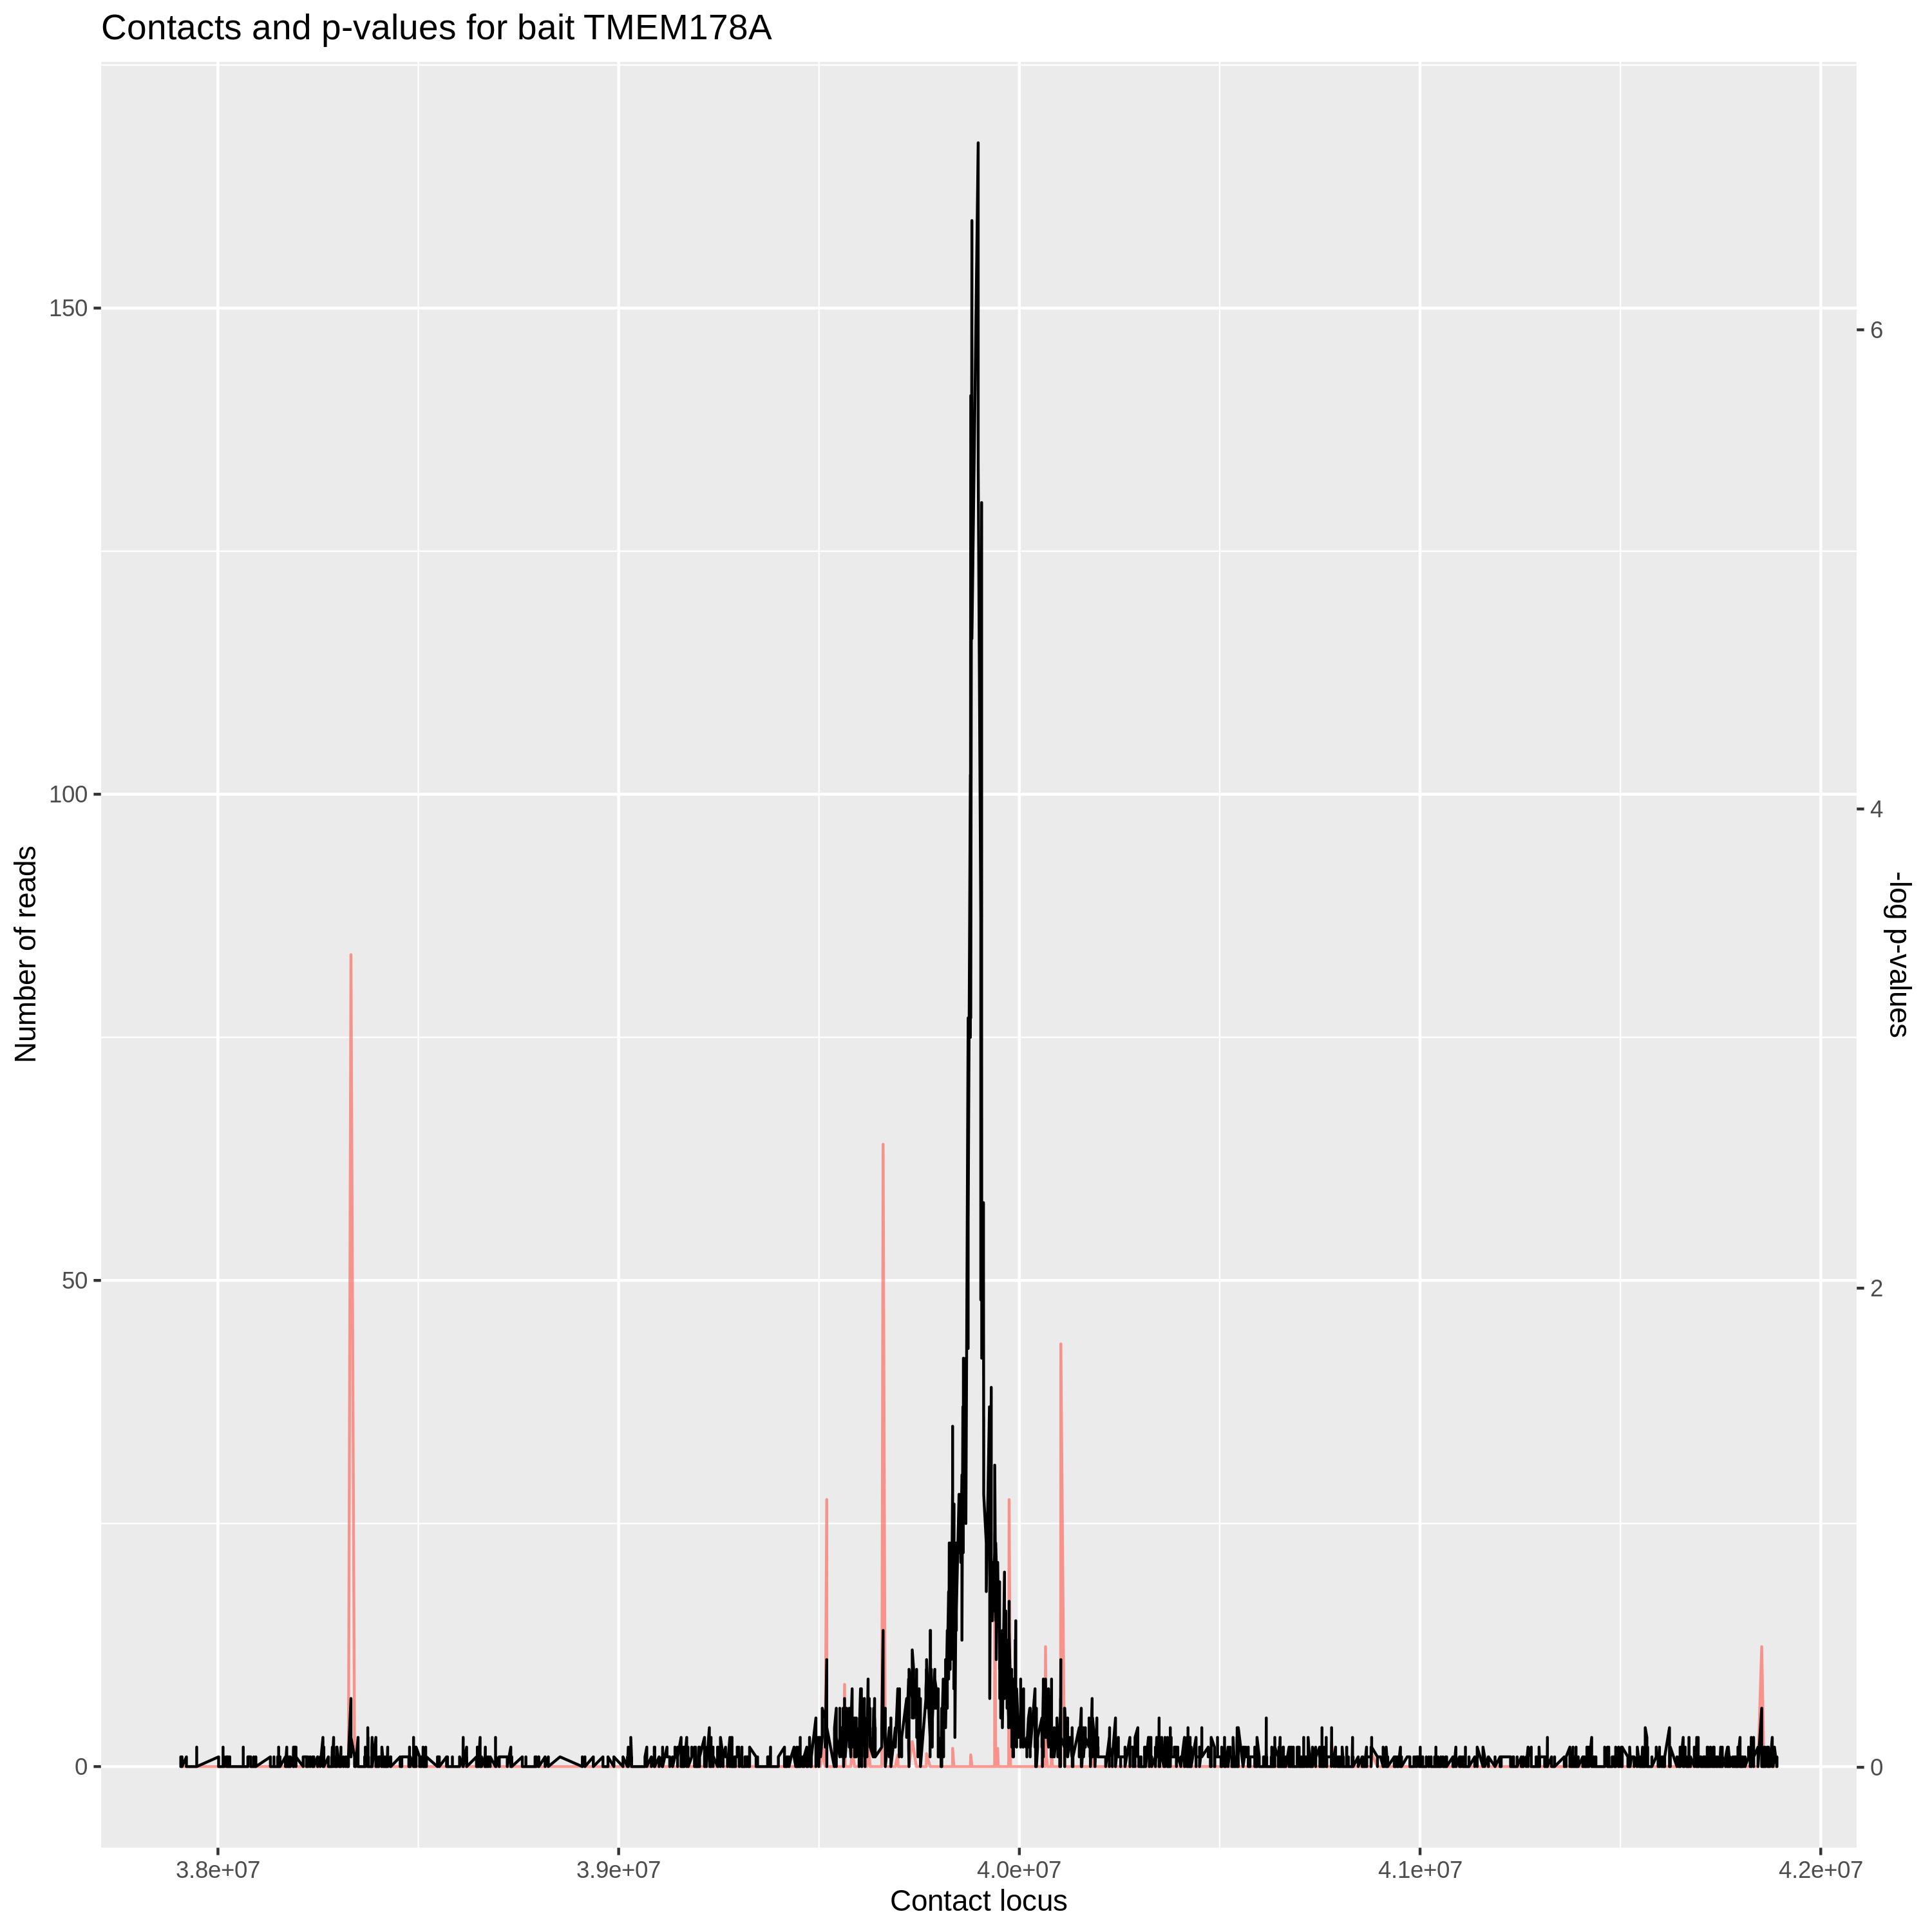 Contacts and p-values for bait TMEM178A
Number of reads
150
100
50
0
-log p-values
6
4
2
0
3.8e+07 3.9e+07 4.0e+07 4.1e+07 4.2e+07
Contact locus